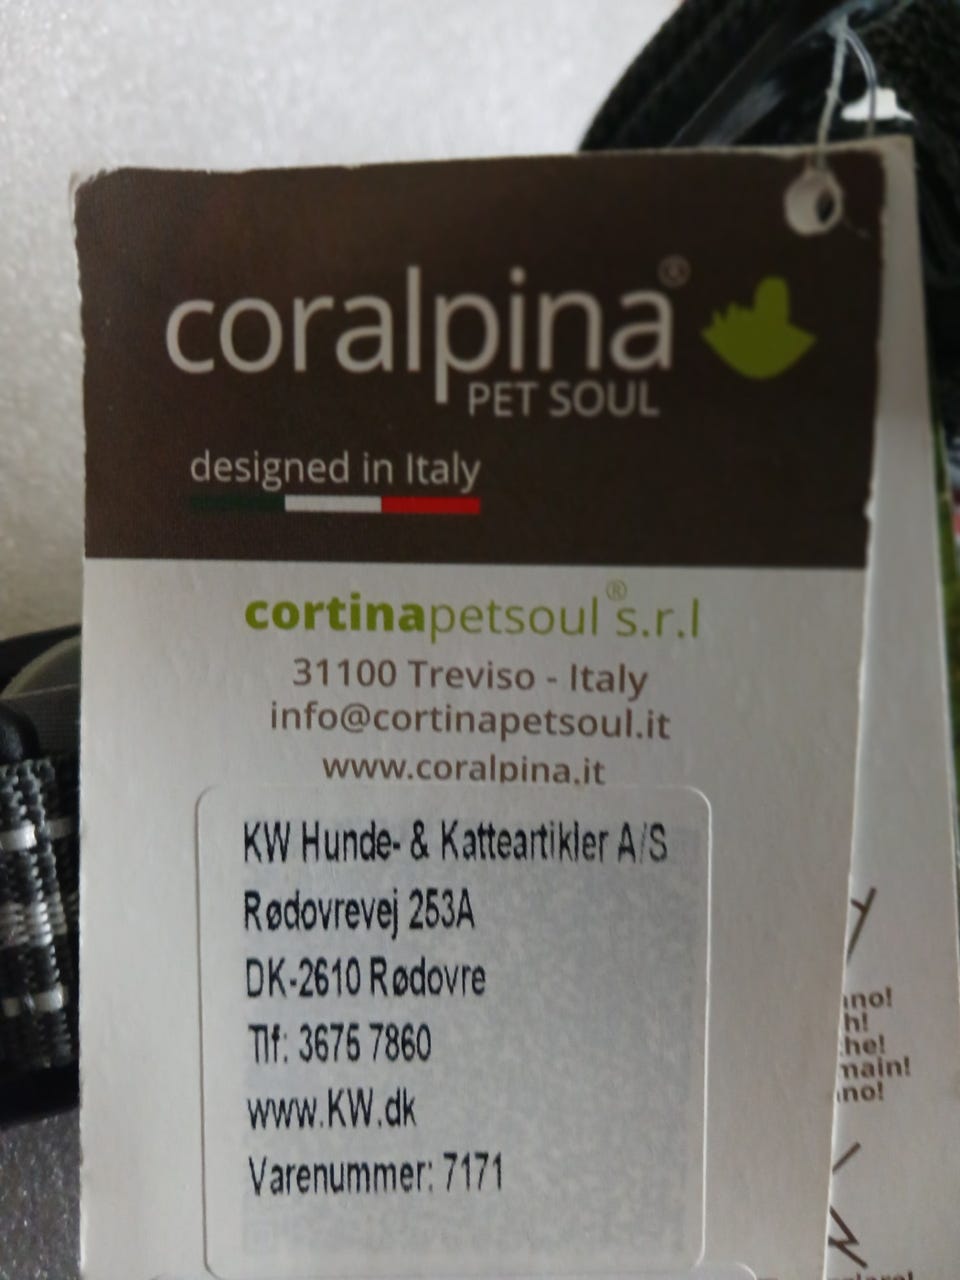 coralpina®
PET SOUL
designed in Italy
cortinapetsoul® s.r.l
31100 Treviso - Italy
info@cortinapetsoul.it
www.coralpina.it
KW Hunde- & Katteartikler A/S
Rødovrevej 253A
DK-2610 Rødovre
Tlf: 3675 7860
www.KW.dk
Varenummer: 7171